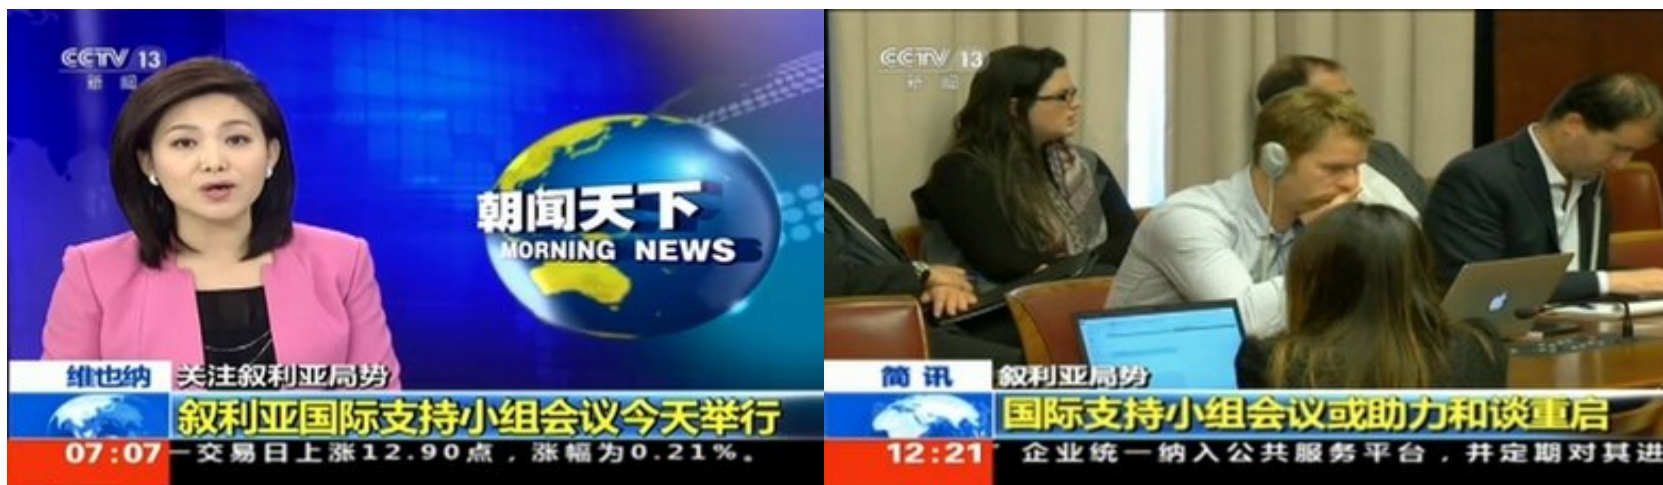 CCTV 13
新闻
朝闻天下
MORNING NEWS
维也纳 关注叙利亚局势
叙利亚国际支持小组会议今天举行
07:07 一交易日上涨12.90点，涨幅为0.21%。
CCTV 13
新闻
简讯 叙利亚局势
国际支持小组会议或助力和谈重启
12:21 企业统一纳入公共服务平台，并定期对其进